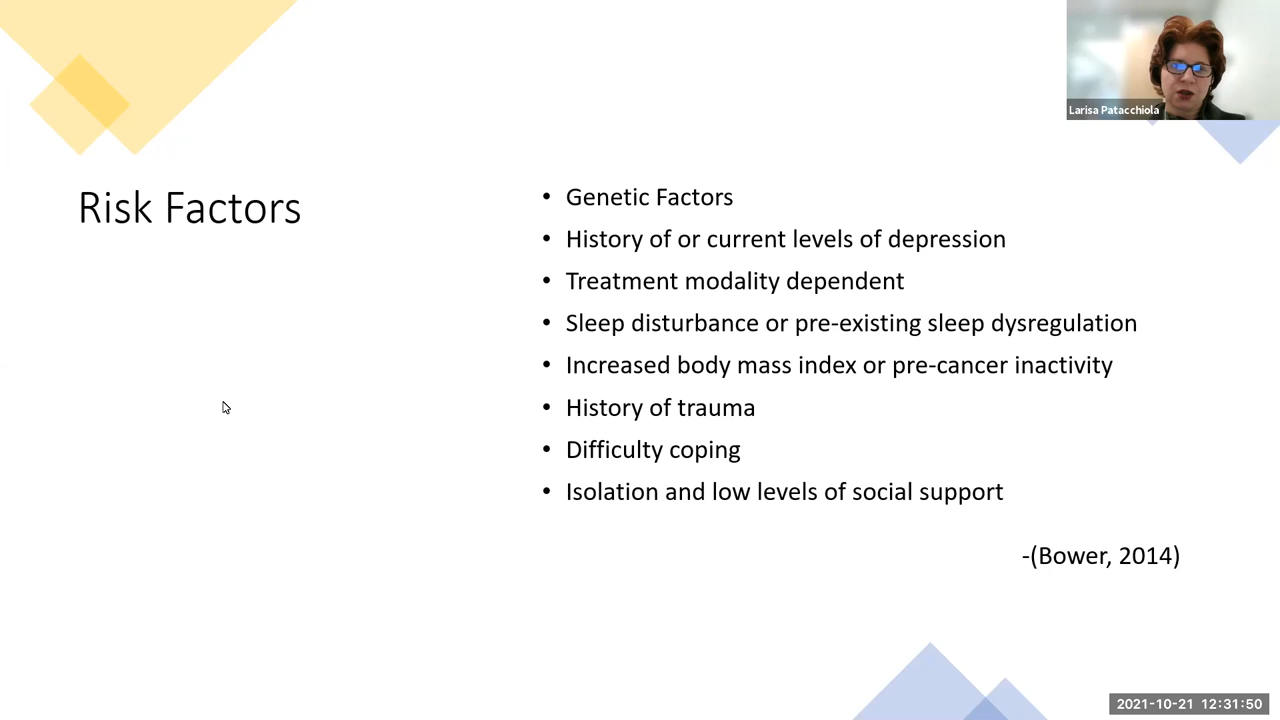 Larisa Patacchiola
Risk Factors
• Genetic Factors
• History of or current levels of depression
• Treatment modality dependent
• Sleep disturbance or pre-existing sleep dysregulation
• Increased body mass index or pre-cancer inactivity
• History of trauma
• Difficulty coping
• Isolation and low levels of social support
-(Bower, 2014)
2021-10-21 12:31:50